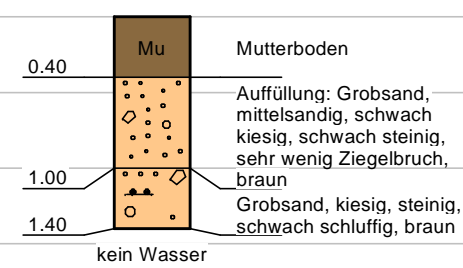 Mu
Mutterboden
0.40
Auffüllung: Grobsand,
mittelsandig, schwach
kiesig, schwach steinig,
sehr wenig Ziegelbruch,
braun
1.00
Grobsand, kiesig, steinig,
schwach schluffig, braun
1.40
kein Wasser